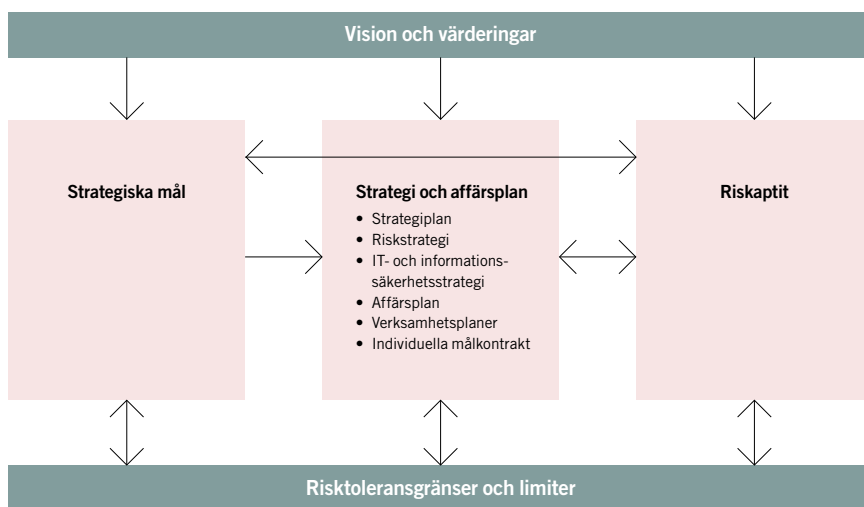 Vision och värderingar
Strategiska mål
Strategi och affärsplan
• Strategiplan
• Riskstrategi
• IT- och informations-
säkerhetsstrategi
• Affärsplan
• Verksamhetsplaner
• Individuella målkontrakt
Riskaptit
Risktoleransgränser och limiter